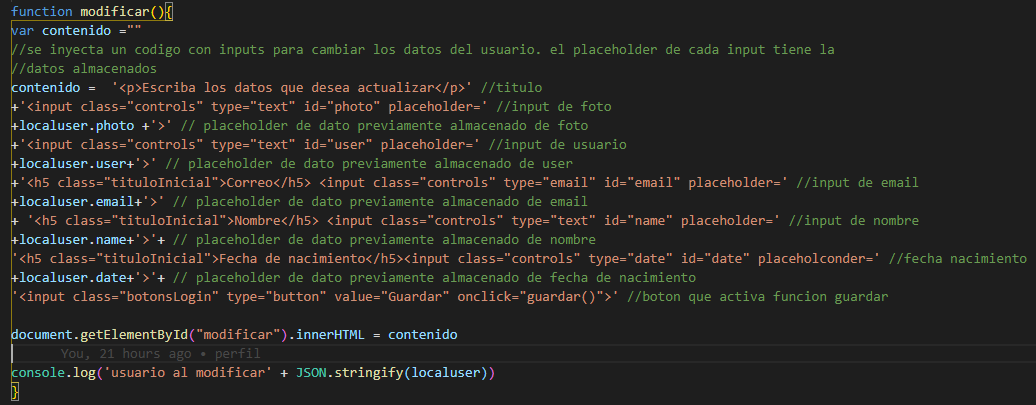 function modificar(){
var contenido =""
//se inyecta un codigo con inputs para cambiar los datos del usuario. el placeholder de cada input tiene la
//datos almacenados
contenido =  '<p>Escriba los datos que desea actualizar</p>' //titulo
+'<input class="controls" type="text" id="photo" placeholder=' //input de foto
+localuser.photo +'>' // placeholder de dato previamente almacenado de foto
+'<input class="controls" type="text" id="user" placeholder=' //input de usuario
+localuser.user+'>' // placeholder de dato previamente almacenado de user
+'<h5 class="tituloInicial">Correo</h5> <input class="controls" type="email" id="email" placeholder=' //input de email
+localuser.email+'>' // placeholder de dato previamente almacenado de email
+ '<h5 class="tituloInicial">Nombre</h5> <input class="controls" type="text" id="name" placeholder=' //input de nombre
+localuser.name+'>'+ // placeholder de dato previamente almacenado de nombre
'<h5 class="tituloInicial">Fecha de nacimiento</h5><input class="controls" type="date" id="date" placeholconder=' //fecha nacimiento
+localuser.date+'>'+ // placeholder de dato previamente almacenado de fecha de nacimiento
'<input class="botonsLogin" type="button" value="Guardar" onclick="guardar()">' //boton que activa funcion guardar
document.getElementById("modificar").innerHTML = contenido
You, 21 hours ago • perfil
console.log('usuario al modificar' + JSON.stringify(localuser))
}